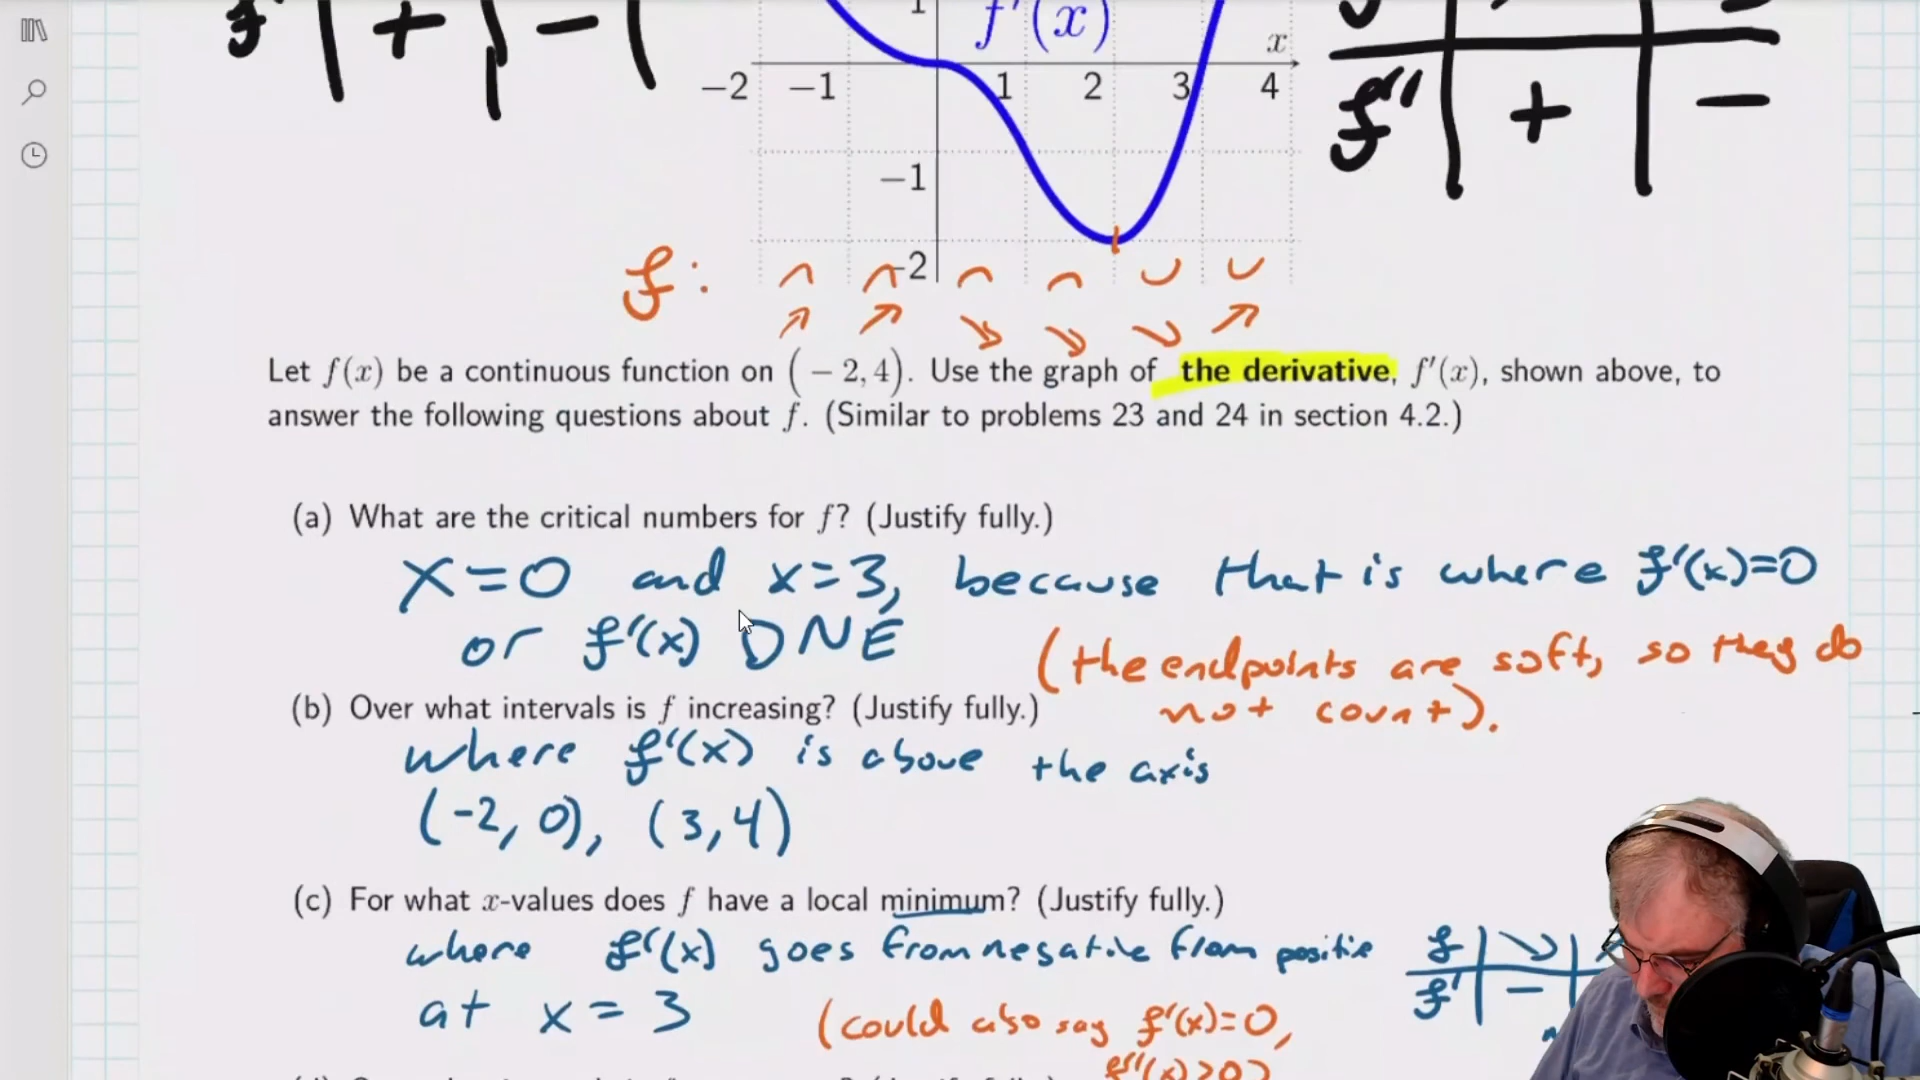 f' | + | - |
1
f'(x)
x
-2 -1 1 2 3 4
f'' | + | -
-1
-2
f:
Let f(x) be a continuous function on (-2, 4). Use the graph of the derivative, f'(x), shown above, to
answer the following questions about f. (Similar to problems 23 and 24 in section 4.2.)
(a) What are the critical numbers for f? (Justify fully.)
x=0 and x=3, because that is where f'(x)=0
or f'(x) DNE
(the endpoints are soft, so they do
not count).
(b) Over what intervals is f increasing? (Justify fully.)
where f'(x) is above the axis
(-2, 0), (3,4)
(c) For what x-values does f have a local minimum? (Justify fully.)
where f'(x) goes from negative from positie
at x = 3
f | ↘ |
f' | - |
(could also say f'(x)=0,
f''(x)>0)